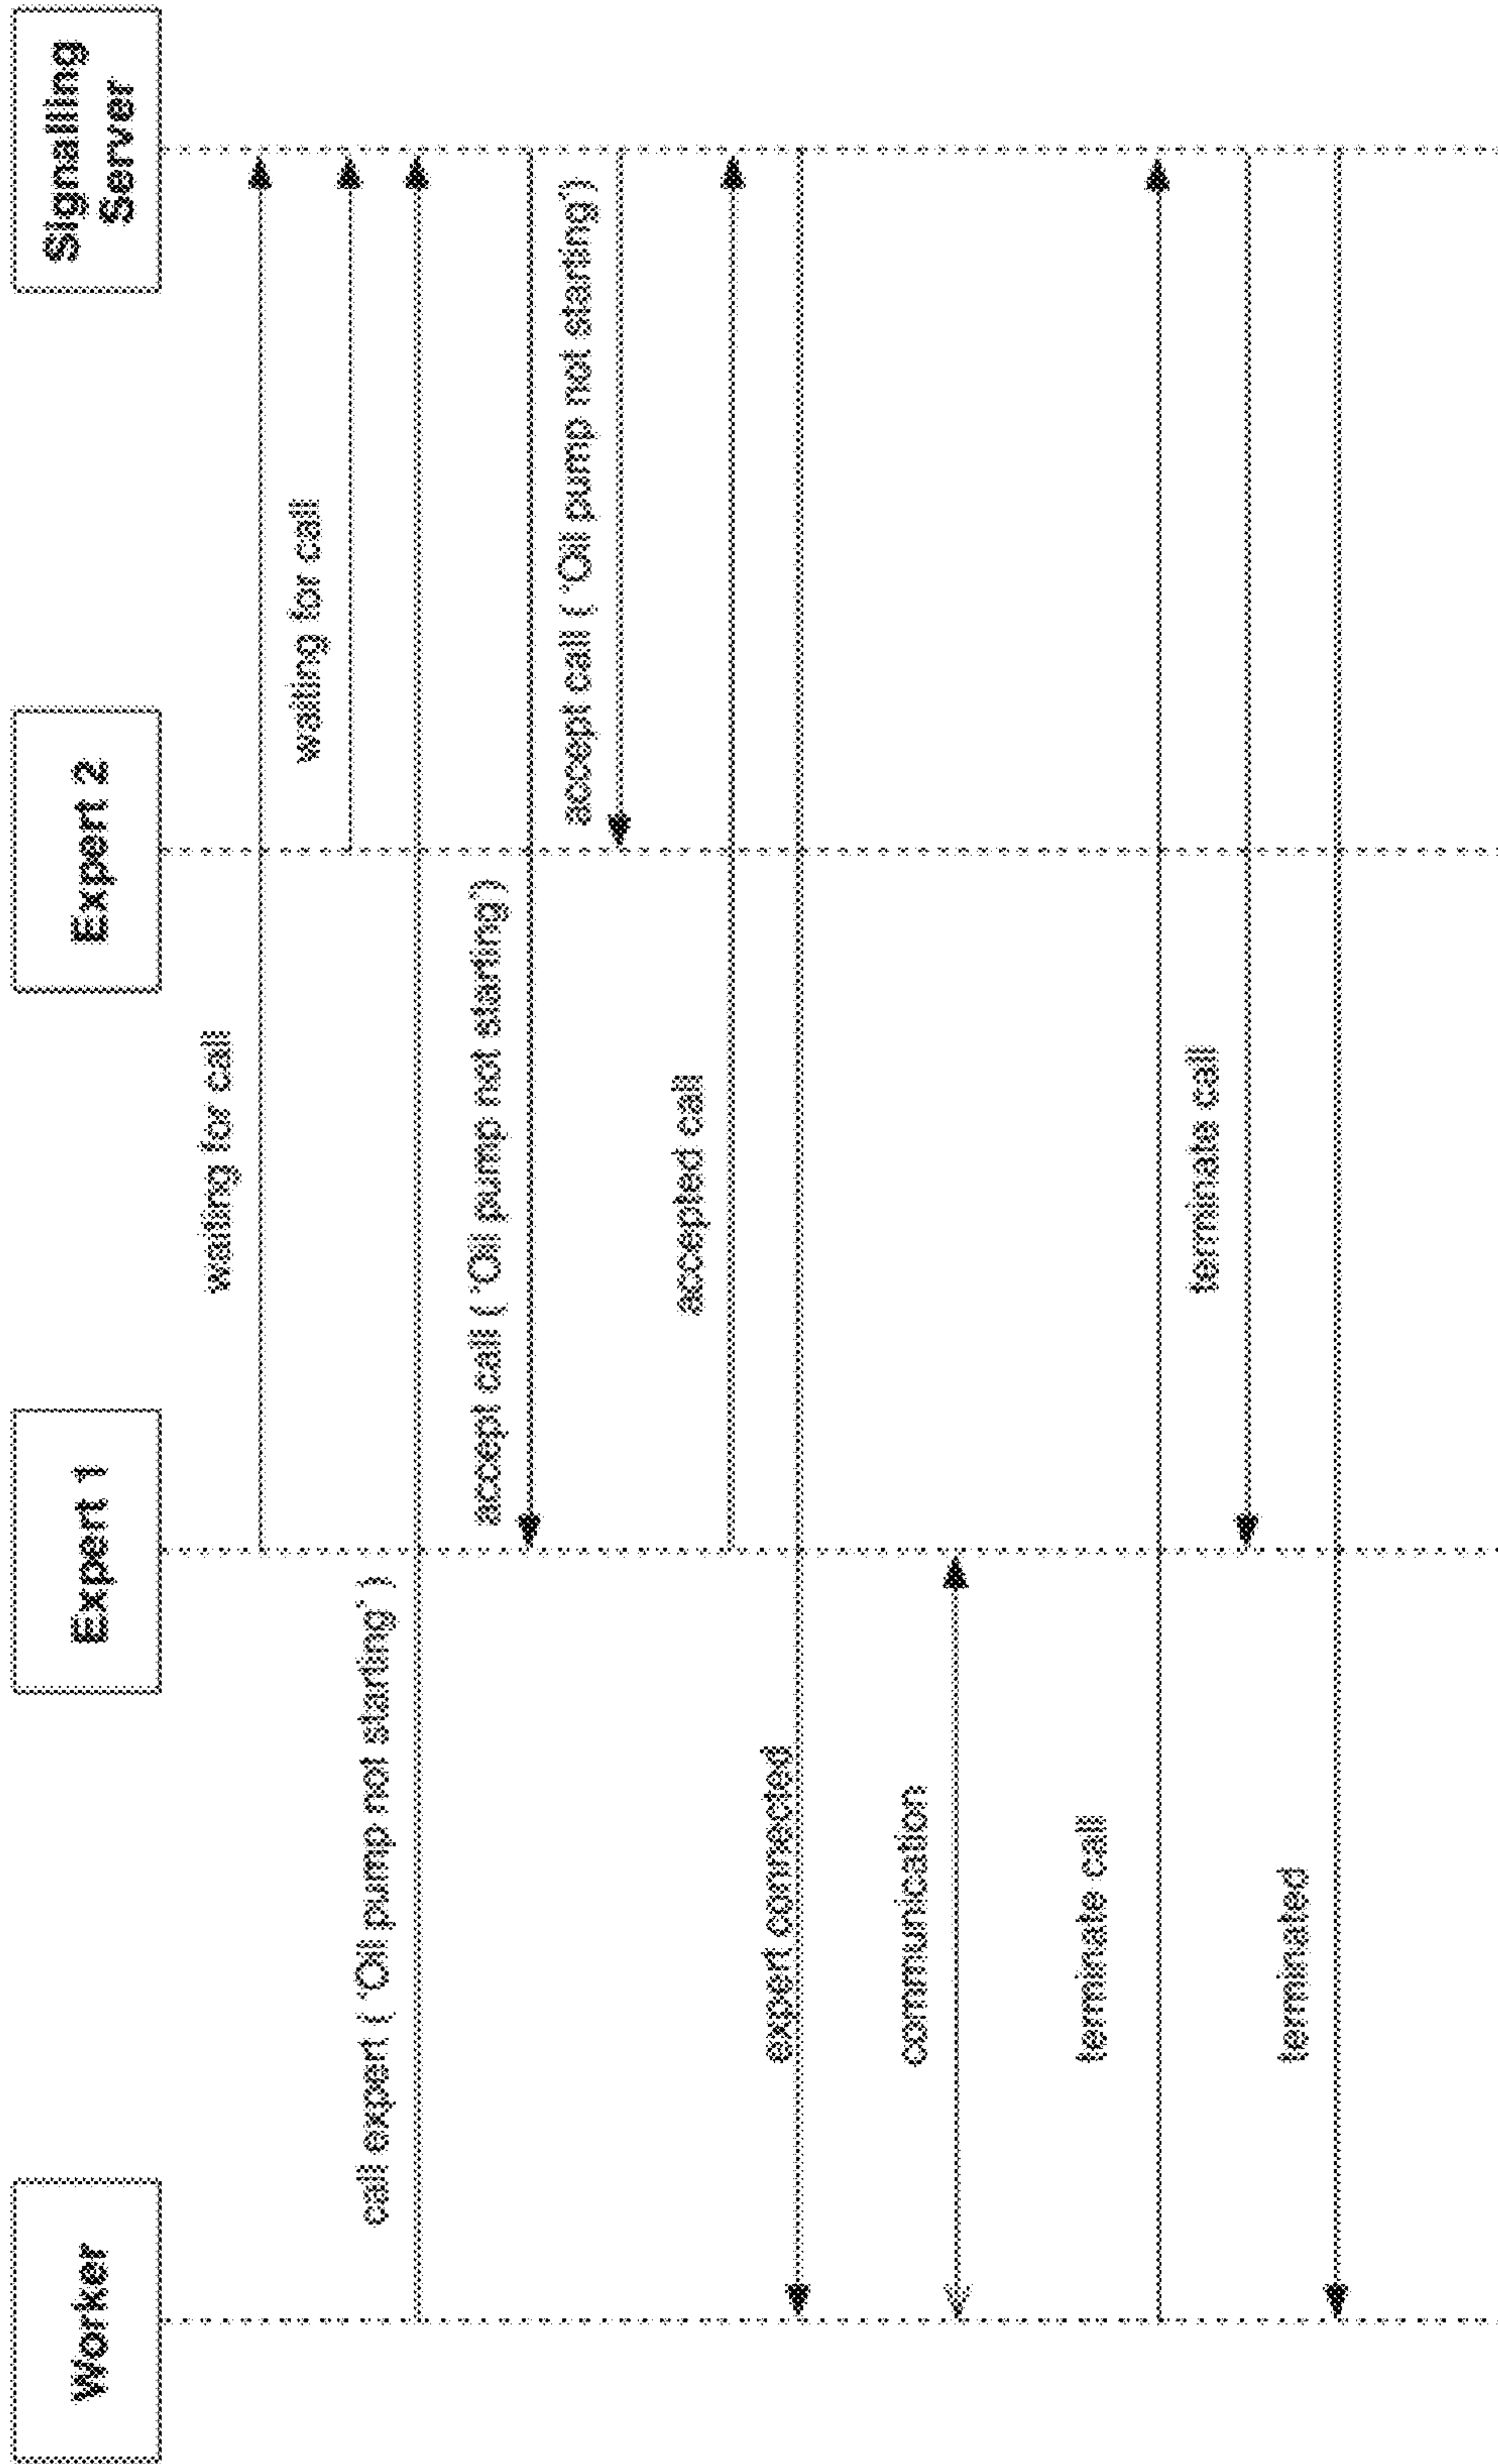 Worker
Expert 1
Expert 2
Signalling
Server
waiting for call
waiting for call
call expert ( 'Oil pump not starting' )
accept call ( 'Oil pump not starting')
accept call ( 'Oil pump not starting')
accepted call
expert connected
communication
terminate call
terminate call
terminated